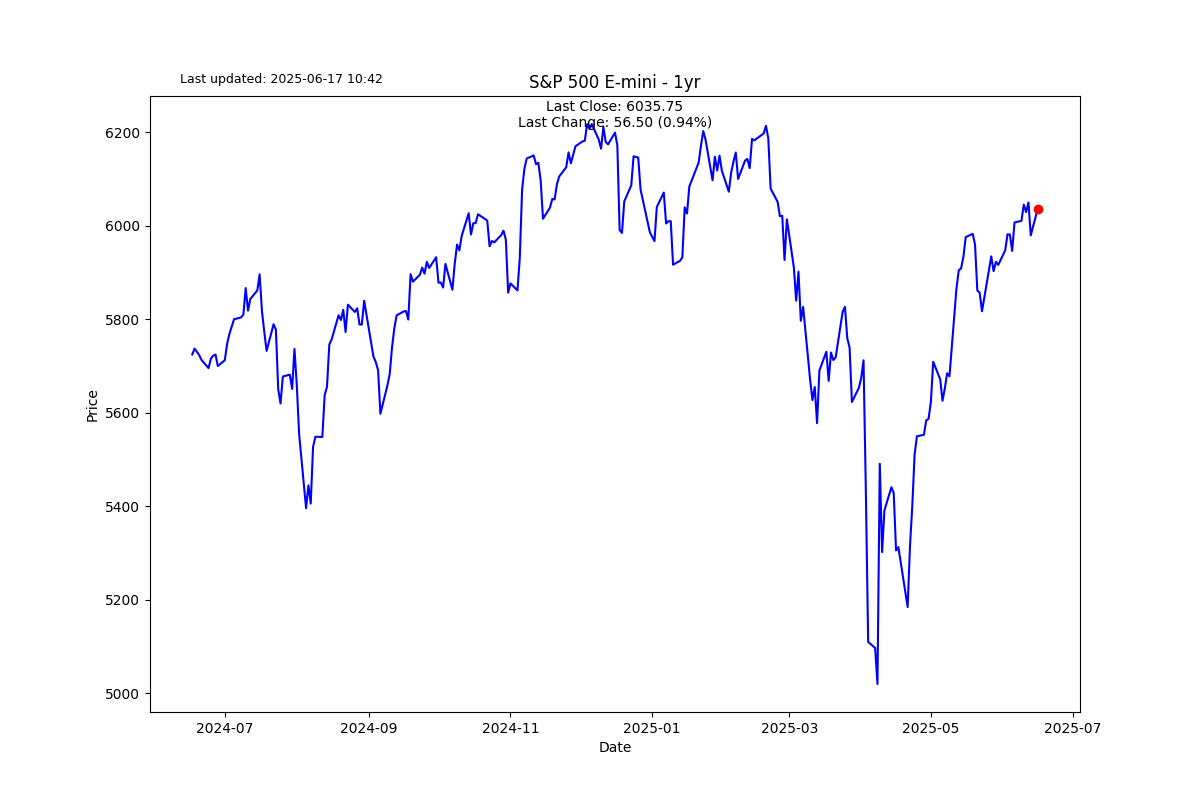 Last updated: 2025-06-17 10:42
S&P 500 E-mini - 1yr
Last Close: 6035.75
Last Change: 56.50 (0.94%)
6200
6000
5800
5600
5400
5200
5000
Price
2024-07
2024-09
2024-11
2025-01
2025-03
2025-05
2025-07
Date